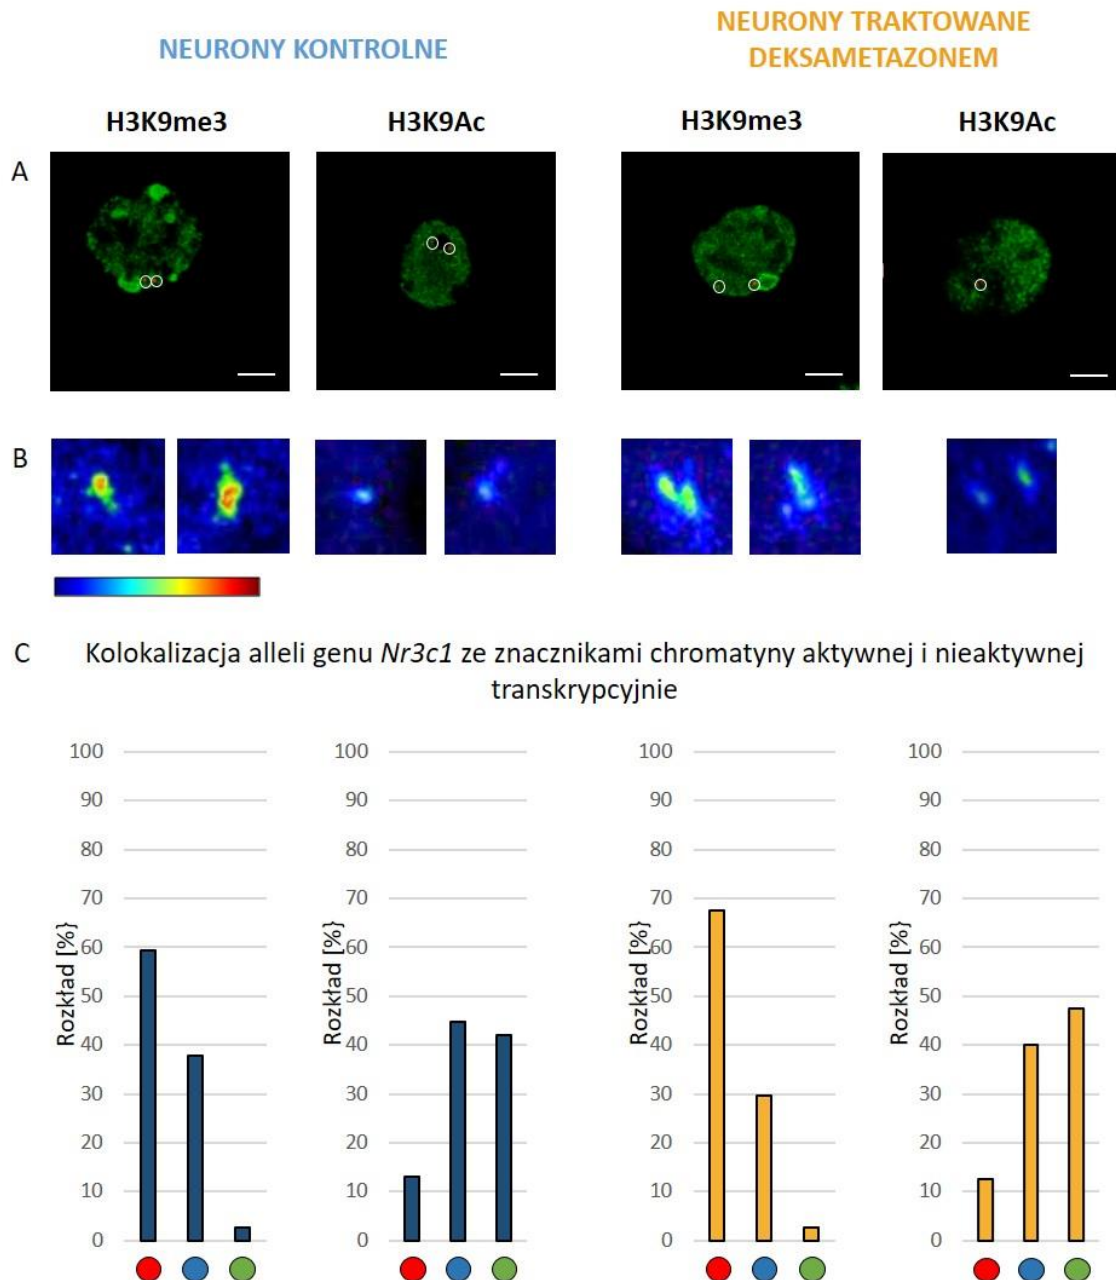 NEURONY KONTROLNE
NEURONY TRAKTOWANE
DEKSAMETAZONEM
H3K9me3
H3K9Ac
H3K9me3
H3K9Ac
A
B
C Kolokalizacja alleli genu Nr3c1 ze znacznikami chromatyny aktywnej i nieaktywnej
transkrypcyjnie
100
90
80
70
60
50
40
30
20
10
0
Rozkład [%}
100
90
80
70
60
50
40
30
20
10
0
Rozkład [%}
100
90
80
70
60
50
40
30
20
10
0
Rozkład [%}
100
90
80
70
60
50
40
30
20
10
0
Rozkład [%}